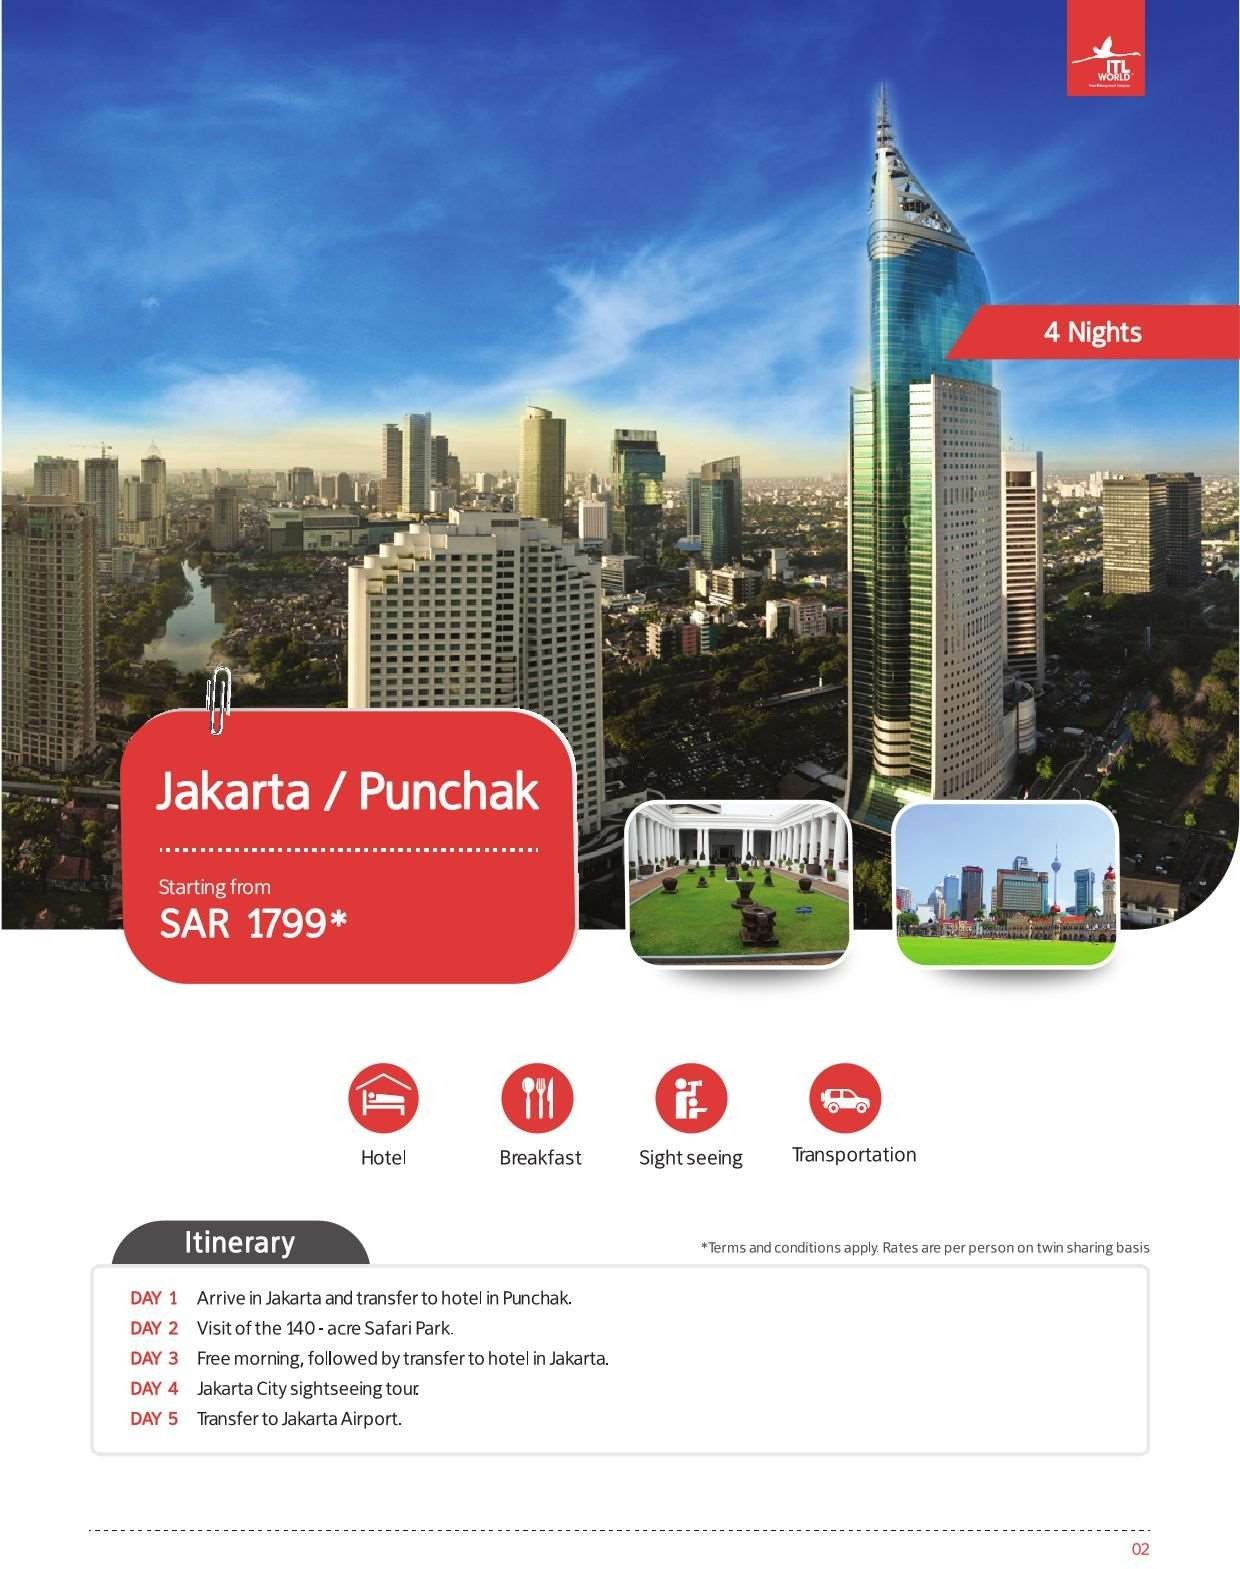 ITL
WORLD
4 Nights
Jakarta / Punchak
Starting from
SAR 1799*
Hotel
Breakfast
Sight seeing
Transportation
Itinerary
*Terms and conditions apply. Rates are per person on twin sharing basis
DAY 1 Arrive in Jakarta and transfer to hotel in Punchak.
DAY 2 Visit of the 140 - acre Safari Park.
DAY 3 Free morning, followed by transfer to hotel in Jakarta.
DAY 4 Jakarta City sightseeing tour.
DAY 5 Transfer to Jakarta Airport.
02